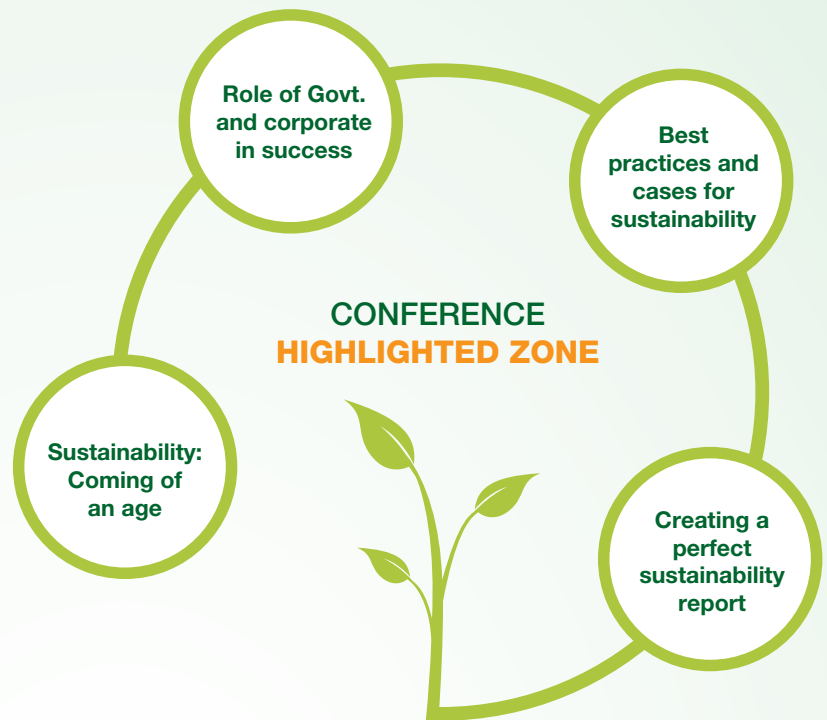 Role of Govt.
and corporate
in success
Best
practices and
cases for
sustainability
CONFERENCE
HIGHLIGHTED ZONE
Sustainability:
Coming of
an age
Creating a
perfect
sustainability
report